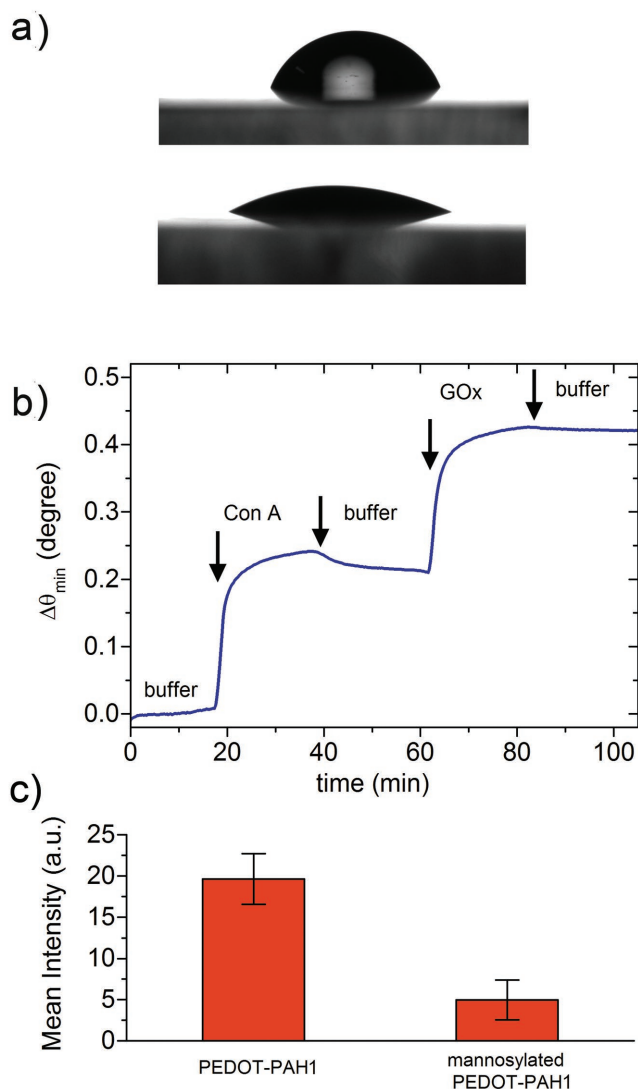 a)
b)
0.5
0.4
0.3
0.2
0.1
0.0
Δθmin (degree)
GOx
buffer
Con A
buffer
buffer
0
20
40
60
80
100
time (min)
c)
25
20
15
10
5
0
Mean Intensity (a.u.)
PEDOT-PAH1
mannosylated
PEDOT-PAH1